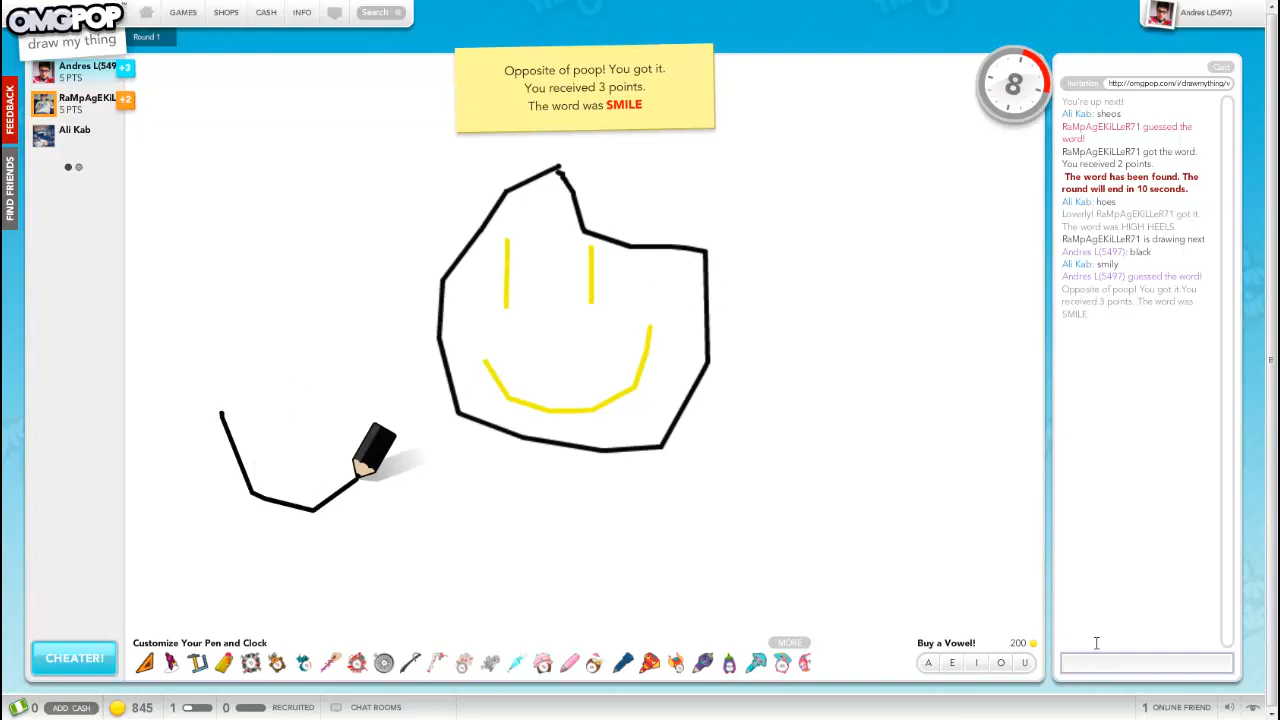 OMGPOP
draw my thing
GAMES SHOPS CASH INFO Search
Andres L(5497)
Round 1
FEEDBACK
FIND FRIENDS
Andres L(549 +3
5 PTS
RaMpAgEKiL +2
5 PTS
Ali Kab
Opposite of poop! You got it.
You received 3 points.
The word was SMILE
8
Invitation http://omgpop.com/i/drawmything/v
You're up next!
Ali Kab: sheos
RaMpAgEKiLLeR71 guessed the
word!
RaMpAgEKiLLeR71 got the word.
You received 2 points.
The word has been found. The
round will end in 10 seconds.
Ali Kab: hoes
Loverly! RaMpAgEKiLLeR71 got it.
The word was HIGH HEELS
RaMpAgEKiLLeR71 is drawing next
Andres L(5497): black
Ali Kab: smily
Andres L(5497) guessed the word!
Opposite of poop! You got it.You
received 3 points. The word was
SMILE
CHEATER!
Customize Your Pen and Clock
MORE
Buy a Vowel! 200
A E I O U
0 ADD CASH 845 1 0 RECRUITED CHAT ROOMS
1 ONLINE FRIEND